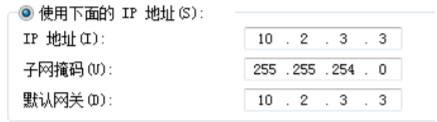 使用下面的 IP 地址(S):
IP 地址(I): 10 . 2 . 3 . 3
子网掩码(U): 255 .255 .254 . 0
默认网关(D): 10 . 2 . 3 . 3